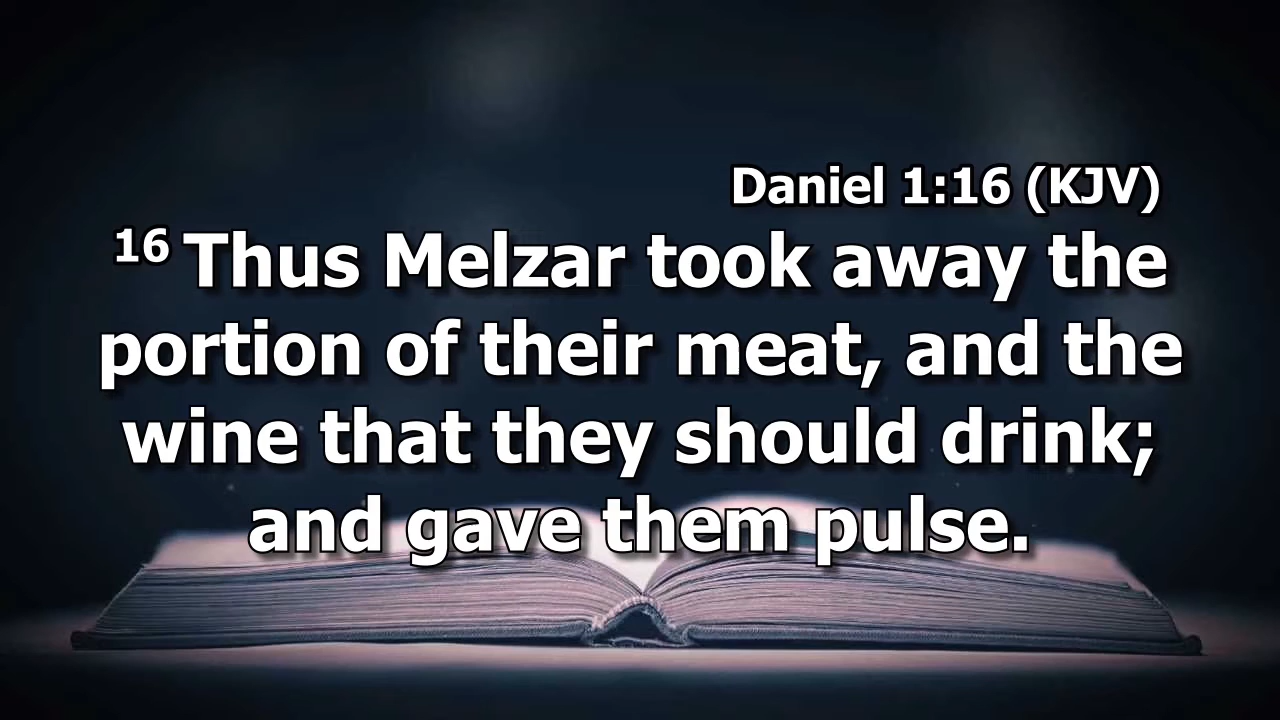 Daniel 1:16 (KJV)
16 Thus Melzar took away the
portion of their meat, and the
wine that they should drink;
and gave them pulse.